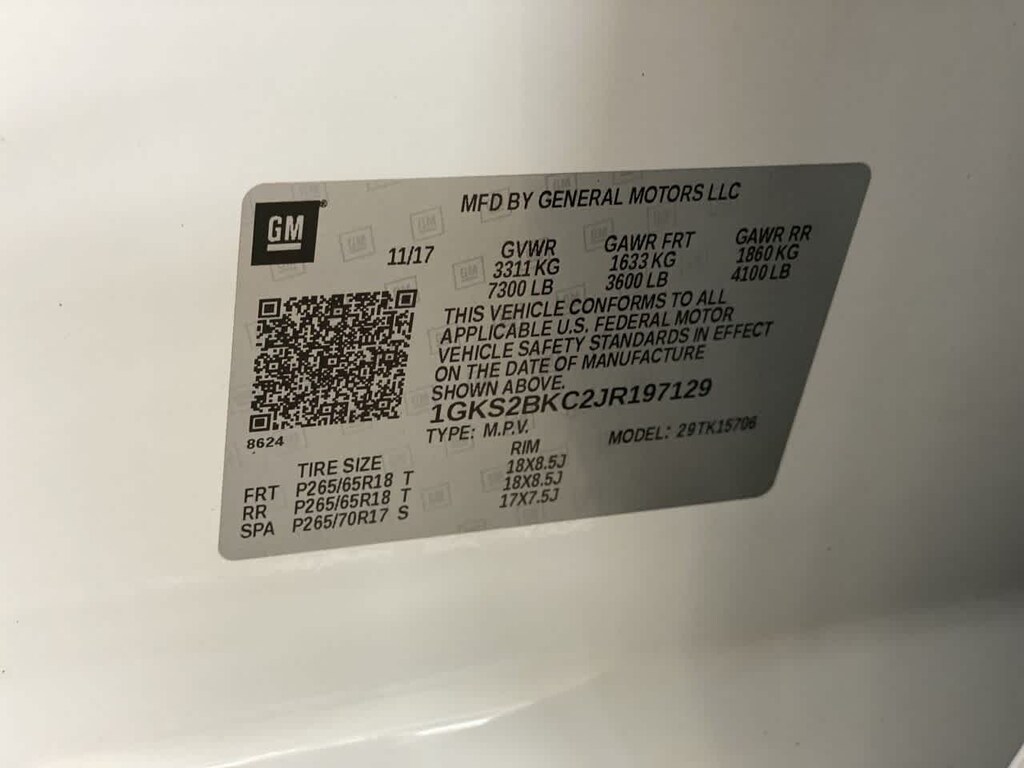 GM®
MFD BY GENERAL MOTORS LLC
11/17
GVWR
3311 KG
7300 LB
GAWR FRT
1633 KG
3600 LB
GAWR RR
1860 KG
4100 LB
THIS VEHICLE CONFORMS TO ALL
APPLICABLE U.S. FEDERAL MOTOR
VEHICLE SAFETY STANDARDS IN EFFECT
ON THE DATE OF MANUFACTURE
SHOWN ABOVE.
1GKS2BKC2JR197129
TYPE: M.P.V.
MODEL: 29TK15706
8624
TIRE SIZE RIM
FRT P265/65R18 T 18X8.5J
RR P265/65R18 T 18X8.5J
SPA P265/70R17 S 17X7.5J